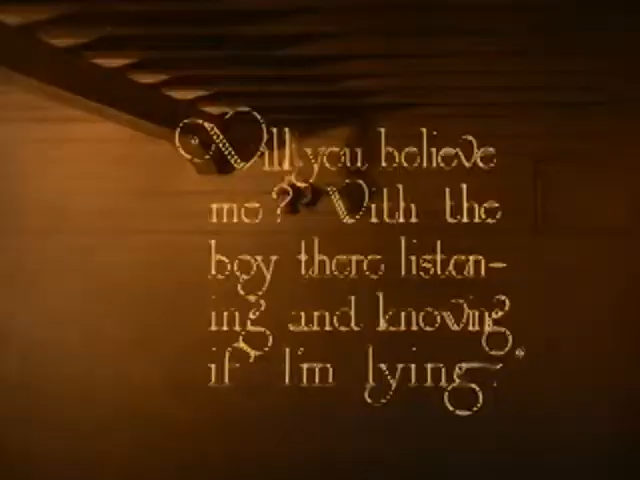 Will you believe
me? With the
boy there listen-
ing and knowing
if I'm lying."